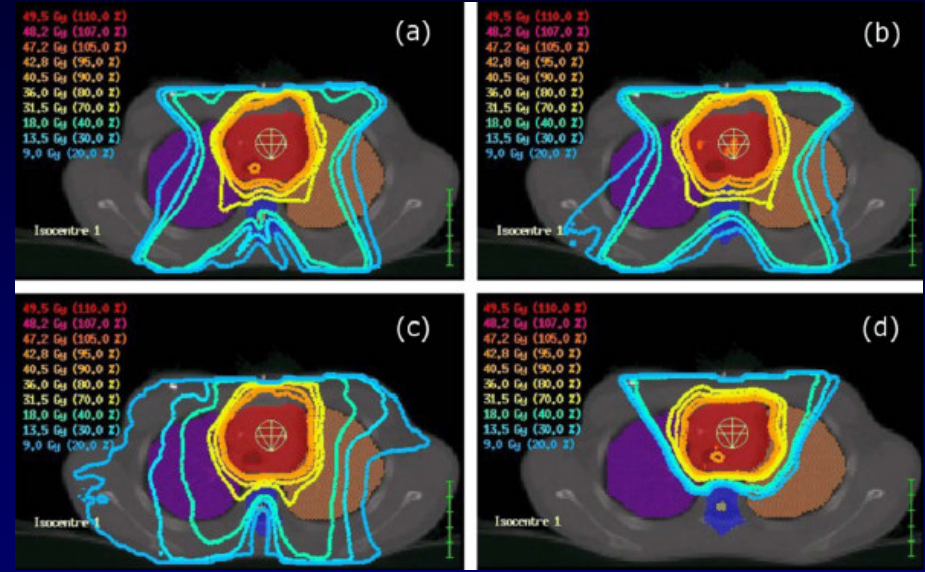 49.5 Gy (110.0 %)
48.2 Gy (107.0 %)
47.2 Gy (105.0 %)
42.8 Gy (95.0 %)
40.5 Gy (90.0 %)
36.0 Gy (80.0 %)
31.5 Gy (70.0 %)
18.0 Gy (40.0 %)
13.5 Gy (30.0 %)
9.0 Gy (20.0 %)
(a)
Isocentre 1
49.5 Gy (110.0 %)
48.2 Gy (107.0 %)
47.2 Gy (105.0 %)
42.8 Gy (95.0 %)
40.5 Gy (90.0 %)
36.0 Gy (80.0 %)
31.5 Gy (70.0 %)
18.0 Gy (40.0 %)
13.5 Gy (30.0 %)
9.0 Gy (20.0 %)
(b)
Isocentre 1
49.5 Gy (110.0 %)
48.2 Gy (107.0 %)
47.2 Gy (105.0 %)
42.8 Gy (95.0 %)
40.5 Gy (90.0 %)
36.0 Gy (80.0 %)
31.5 Gy (70.0 %)
18.0 Gy (40.0 %)
13.5 Gy (30.0 %)
9.0 Gy (20.0 %)
(c)
Isocentre 1
49.5 Gy (110.0 %)
48.2 Gy (107.0 %)
47.2 Gy (105.0 %)
42.8 Gy (95.0 %)
40.5 Gy (90.0 %)
36.0 Gy (80.0 %)
31.5 Gy (70.0 %)
18.0 Gy (40.0 %)
13.5 Gy (30.0 %)
9.0 Gy (20.0 %)
(d)
Isocentre 1